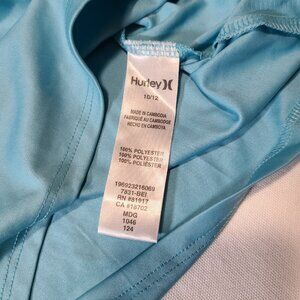 Hurley
10/12
MADE IN CAMBODIA
FABRIQUÉ AU CAMBODGE
HECHO EN CAMBOYA
100% POLYESTER
100% POLYESTER
100% POLIÉSTER
196923216069
7831-BEI
RN #81917
CA #18702
MDG
1046
124